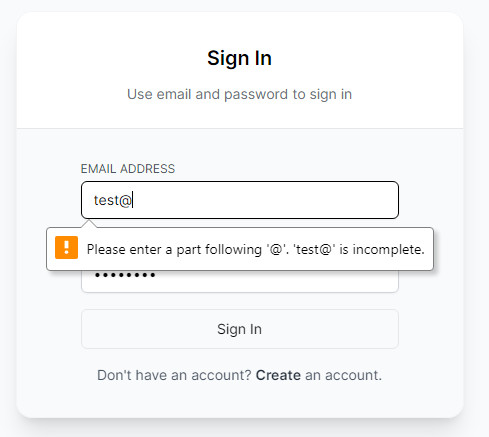 Sign In
Use email and password to sign in
EMAIL ADDRESS
test@
Please enter a part following '@'. 'test@' is incomplete.
••••••••
Sign In
Don't have an account? Create an account.